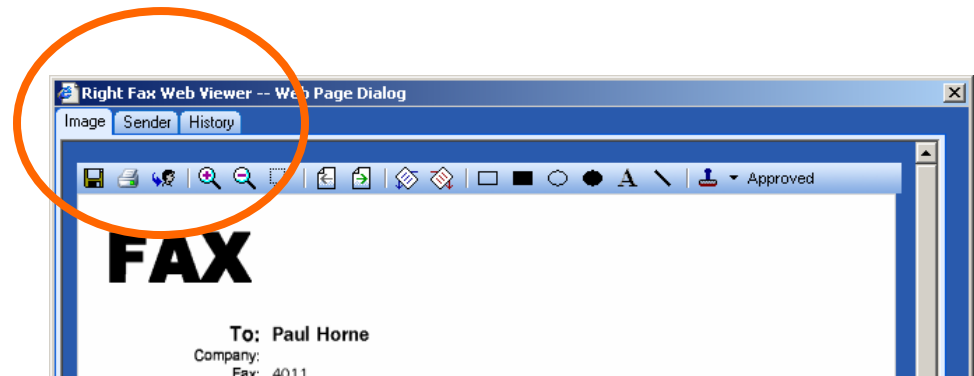 Right Fax Web Viewer -- Web Page Dialog
Image Sender History
A Approved
FAX
To: Paul Horne
Company:
Fax: 4011